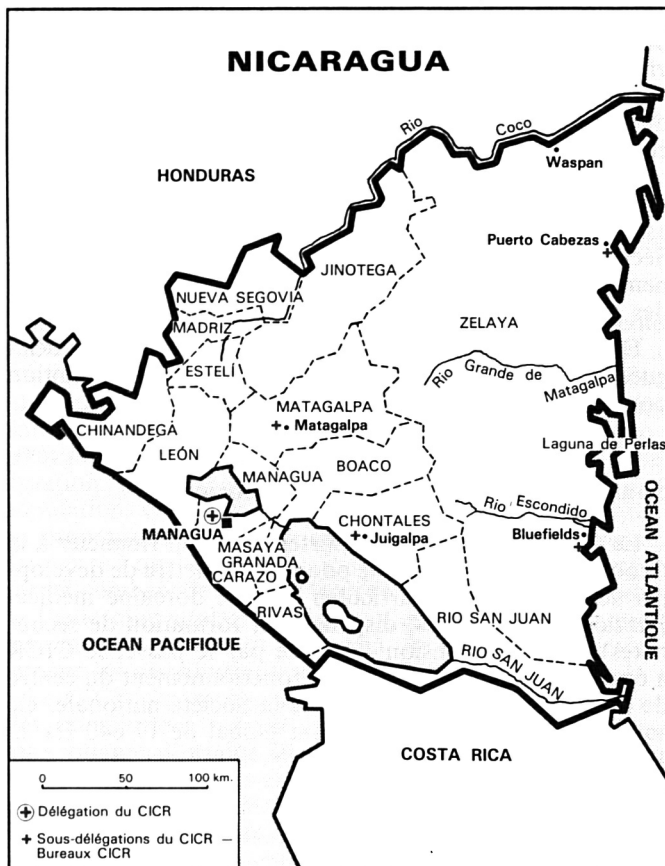 NICARAGUA
Rio Coco
Waspan
HONDURAS
Puerto Cabezas
JINOTEGA
NUEVA SEGOVIA
ZELAYA
MADRIZ
ESTELÍ
Rio Grande de Matagalpa
MATAGALPA
Matagalpa
CHINANDEGA
Laguna de Perlas
LEÓN
BOACO
MANAGUA
Rio Escondido
CHONTALES
MANAGUA
Juigalpa
Bluefields
OCEAN ATLANTIQUE
MASAYA
GRANADA
CARAZO
RIVAS
RIO SAN JUAN
OCEAN PACIFIQUE
RIO SAN JUAN
COSTA RICA
0 50 100 km.
Délégation du CICR
Sous-délégations du CICR —
Bureaux CICR